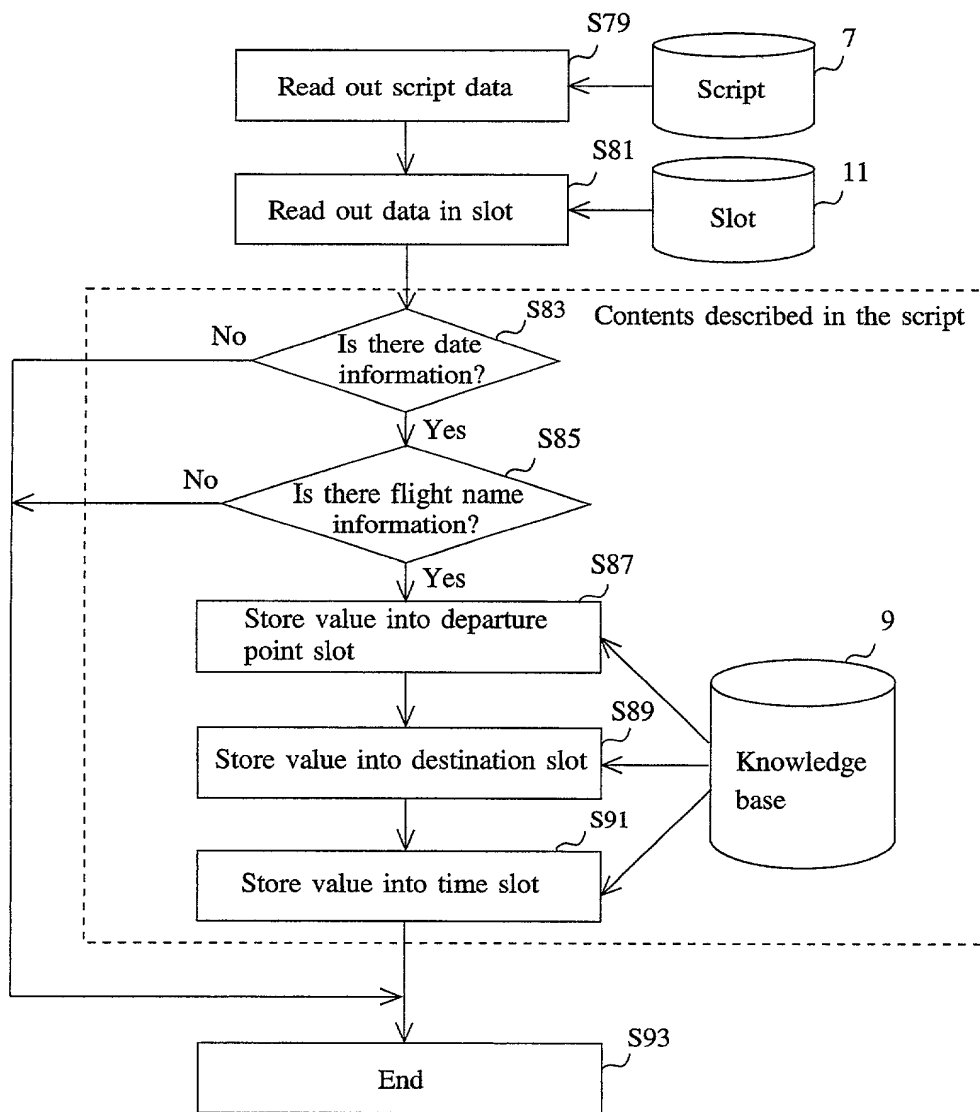 S79
7
Read out script data
Script
S81
11
Read out data in slot
Slot
S83
Contents described in the script
No
Is there date
information?
Yes
S85
No
Is there flight name
information?
Yes
S87
Store value into departure
point slot
9
S89
Store value into destination slot
Knowledge
base
S91
Store value into time slot
S93
End